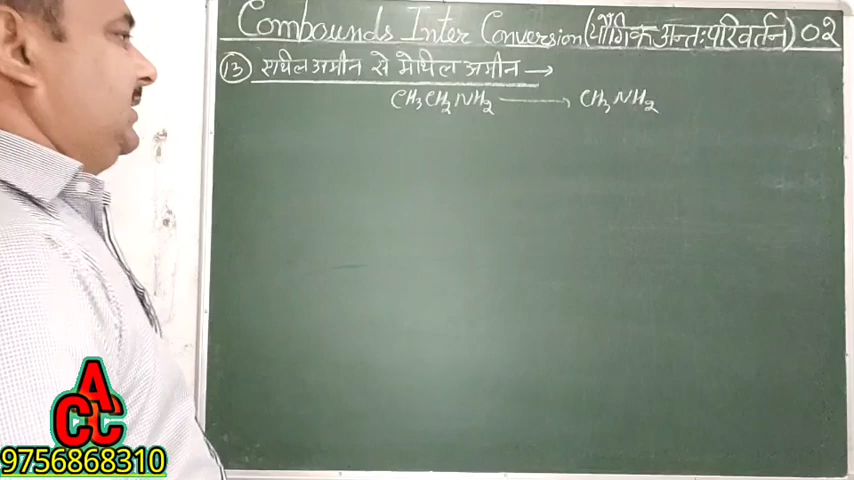 Compounds Inter Conversion (यौगिक अन्तःपरिवर्तन) 02
(13) एथिल अमीन से मेथिल अमीन →
CH₃CH₂NH₂ → CH₃NH₂
ACC
9756868310